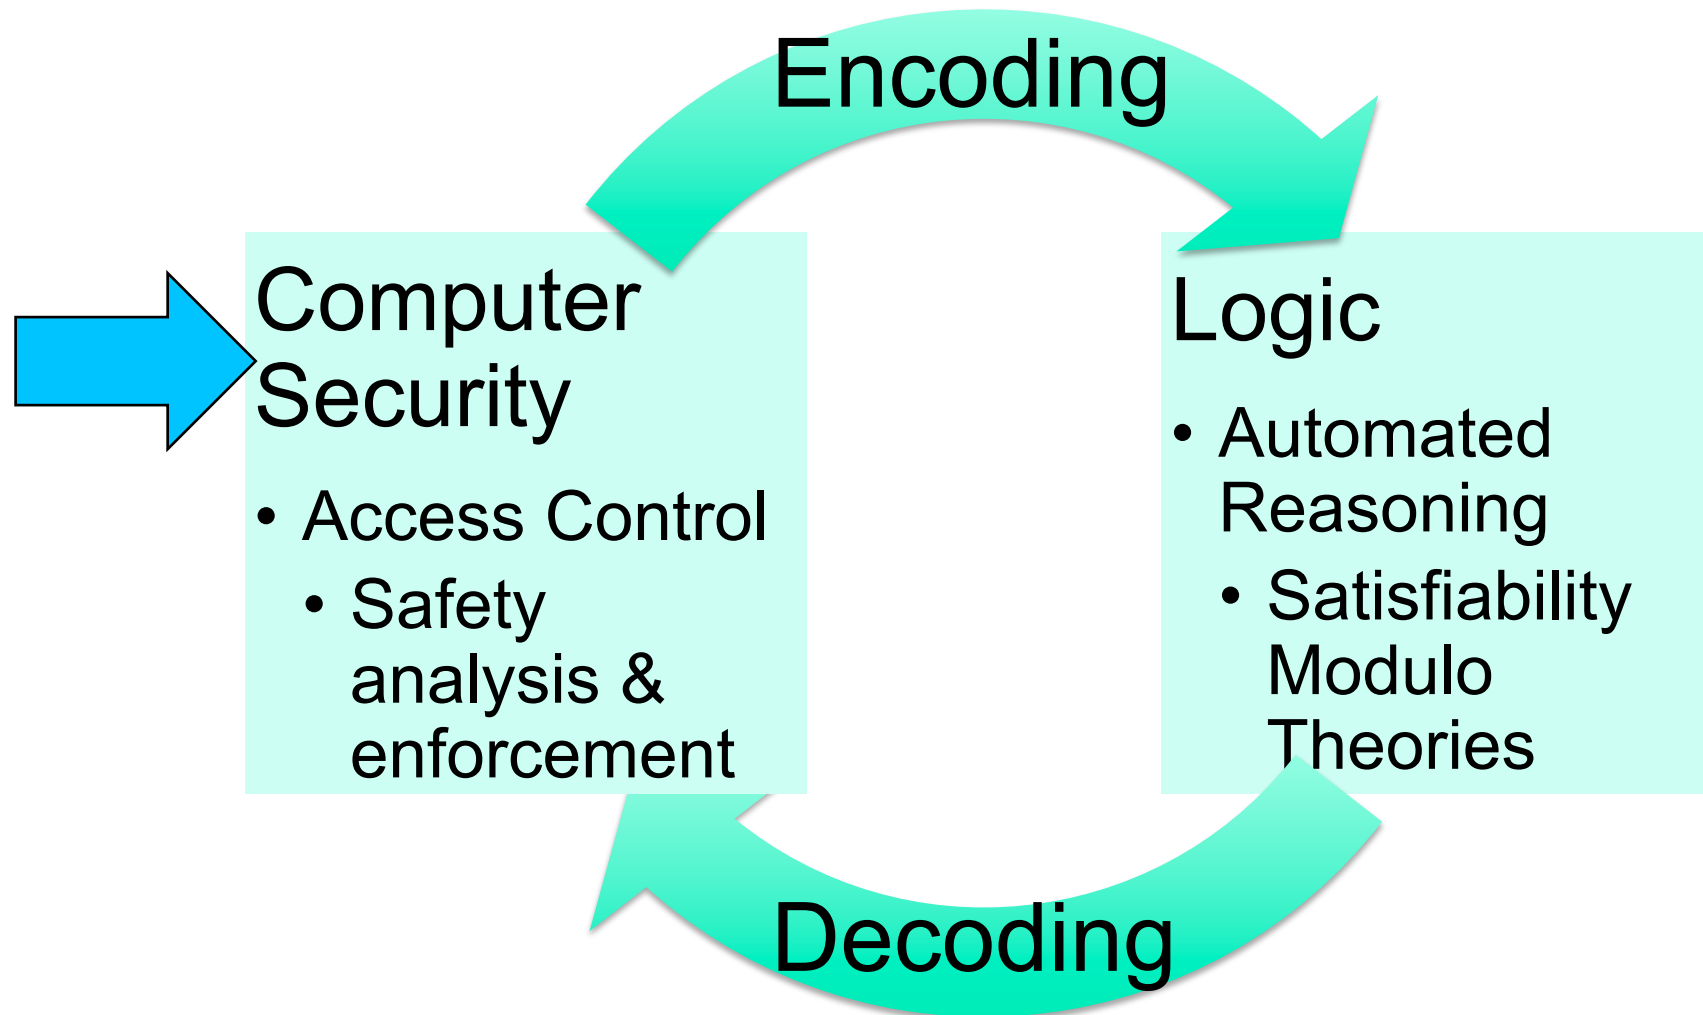 Encoding
Computer
Security
• Access Control
• Safety
analysis &
enforcement
Logic
• Automated
Reasoning
• Satisfiability
Modulo
Theories
Decoding